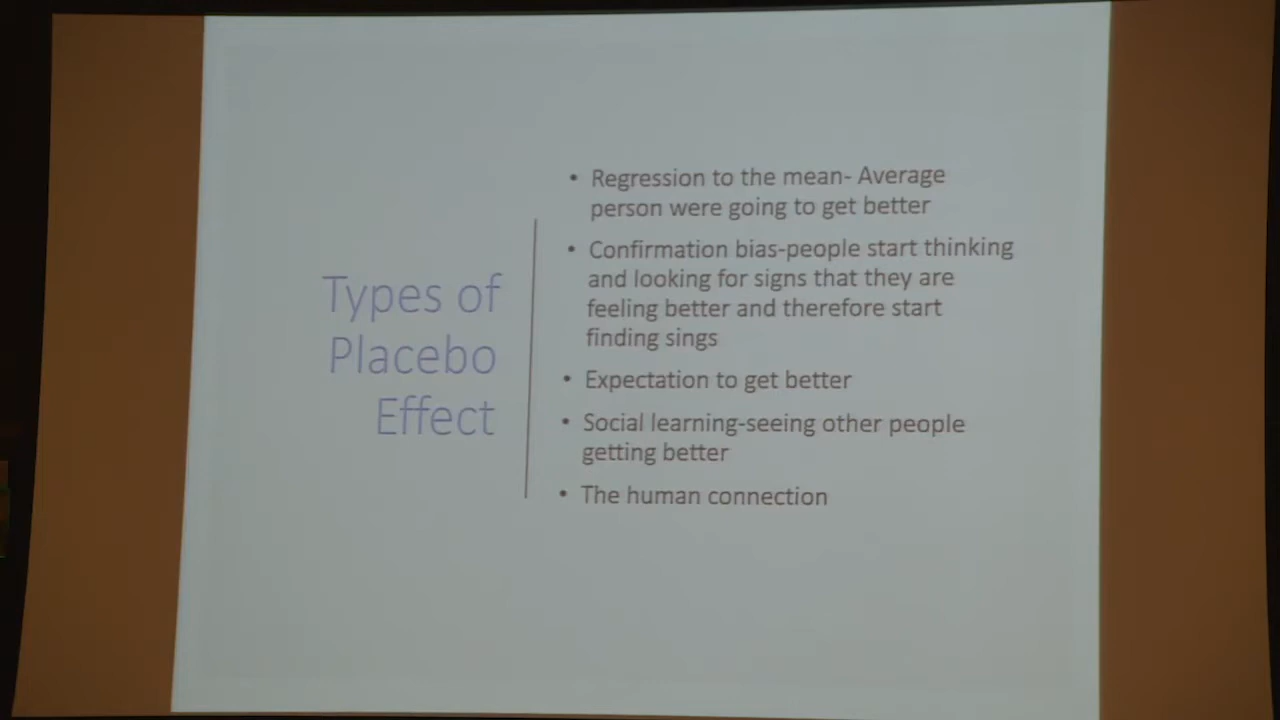 Types of
Placebo
Effect
• Regression to the mean- Average
person were going to get better
• Confirmation bias-people start thinking
and looking for signs that they are
feeling better and therefore start
finding sings
• Expectation to get better
• Social learning-seeing other people
getting better
• The human connection